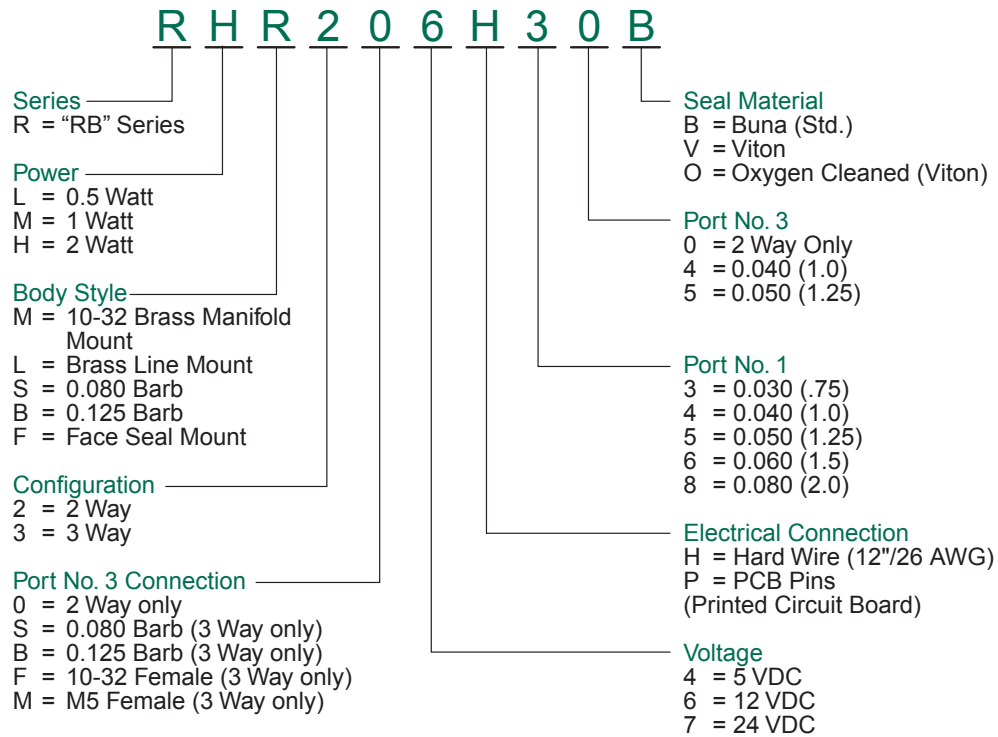 R H R 2 0 6 H 3 0 B
Series
R = “RB” Series
Power
L = 0.5 Watt
M = 1 Watt
H = 2 Watt
Body Style
M = 10-32 Brass Manifold
Mount
L = Brass Line Mount
S = 0.080 Barb
B = 0.125 Barb
F = Face Seal Mount
Configuration
2 = 2 Way
3 = 3 Way
Port No. 3 Connection
0 = 2 Way only
S = 0.080 Barb (3 Way only)
B = 0.125 Barb (3 Way only)
F = 10-32 Female (3 Way only)
M = M5 Female (3 Way only)
Seal Material
B = Buna (Std.)
V = Viton
O = Oxygen Cleaned (Viton)
Port No. 3
0 = 2 Way Only
4 = 0.040 (1.0)
5 = 0.050 (1.25)
Port No. 1
3 = 0.030 (.75)
4 = 0.040 (1.0)
5 = 0.050 (1.25)
6 = 0.060 (1.5)
8 = 0.080 (2.0)
Electrical Connection
H = Hard Wire (12"/26 AWG)
P = PCB Pins
(Printed Circuit Board)
Voltage
4 = 5 VDC
6 = 12 VDC
7 = 24 VDC